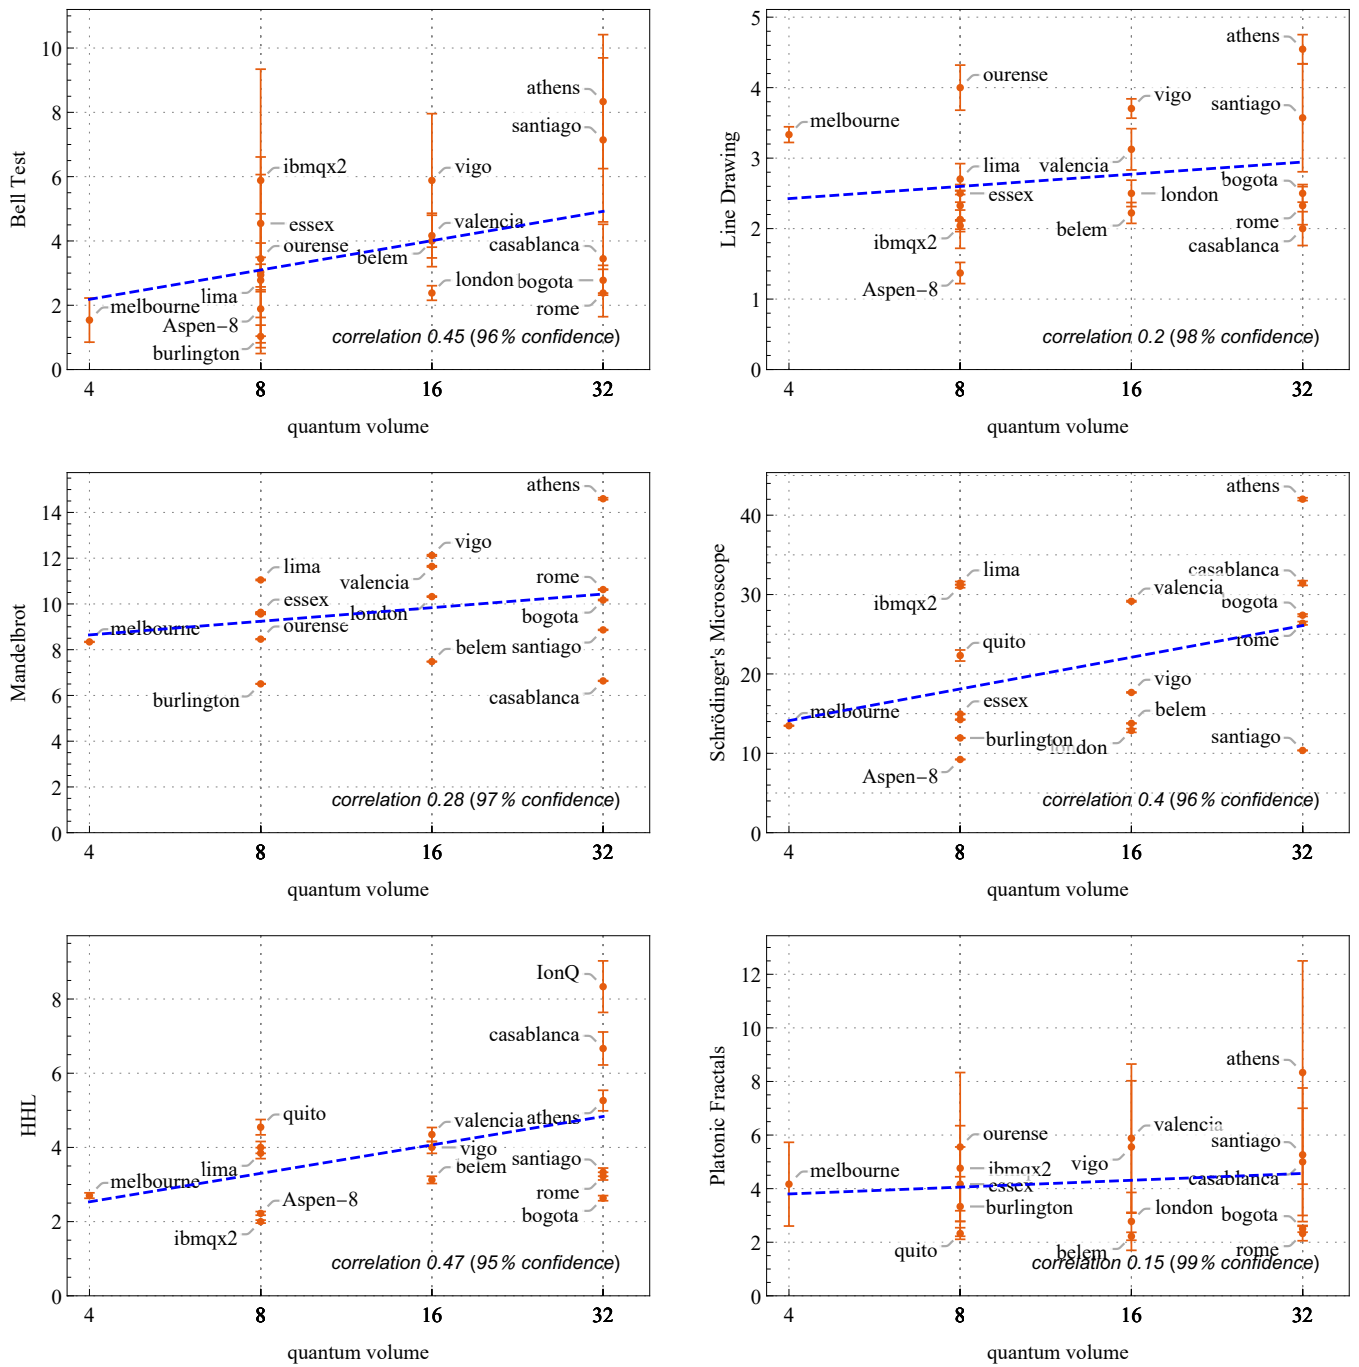 Bell Test
10
8
6
4
2
0
athens
santiago
ibmqx2
vigo
essex
valencia
ourense
casablanca
belem
lima
london
bogota
melbourne
rome
Aspen-8
burlington
correlation 0.45 (96% confidence)
4
8
16
32
quantum volume
Line Drawing
5
4
3
2
1
0
athens
ourense
vigo
santiago
melbourne
lima
valencia
bogota
essex
london
rome
belem
ibmqx2
casablanca
Aspen-8
correlation 0.2 (98% confidence)
4
8
16
32
quantum volume
Mandelbrot
14
12
10
8
6
4
2
0
athens
vigo
lima
valencia
rome
essex
london
bogota
melbourne
ourense
belem
santiago
burlington
casablanca
correlation 0.28 (97% confidence)
4
8
16
32
quantum volume
Schrödinger's Microscope
40
30
20
10
0
athens
lima
casablanca
ibmqx2
valencia
bogota
quito
rome
essex
vigo
melbourne
belem
burlington
london
santiago
Aspen-8
correlation 0.4 (96% confidence)
4
8
16
32
quantum volume
HHL
8
6
4
2
0
IonQ
casablanca
quito
valencia
athens
vigo
lima
belem
santiago
melbourne
Aspen-8
rome
bogota
ibmqx2
correlation 0.47 (95% confidence)
4
8
16
32
quantum volume
Platonic Fractals
12
10
8
6
4
2
0
athens
ourense
valencia
santiago
melbourne
ibmqx2
vigo
essex
casablanca
burlington
london
bogota
quito
belem
rome
correlation 0.15 (99% confidence)
4
8
16
32
quantum volume